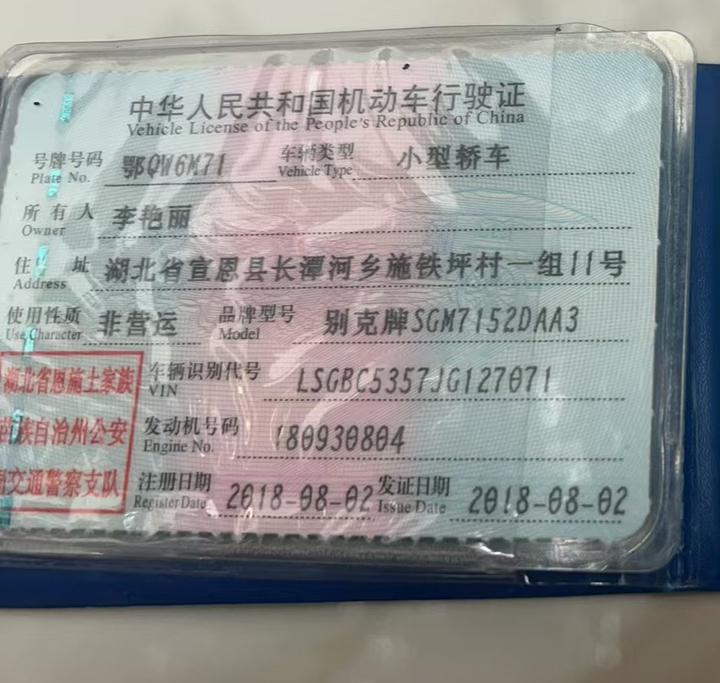 中华人民共和国机动车行驶证
Vehicle License of the People's Republic of China
号牌号码 鄂QW6M71 车辆类型 小型轿车
Plate No. Vehicle Type
所有人 李艳丽
Owner
住 址 湖北省宣恩县长潭河乡施铁坪村一组11号
Address
使用性质 非营运 品牌型号 别克牌SGM7152DAA3
Use Character Model
湖北省恩施土家族 车辆识别代号 LSGBC5357JG127071
VIN
苗族自治州公安 发动机号码 180930804
Engine No.
局交通警察支队 注册日期 2018-08-02 发证日期 2018-08-02
Register Date Issue Date